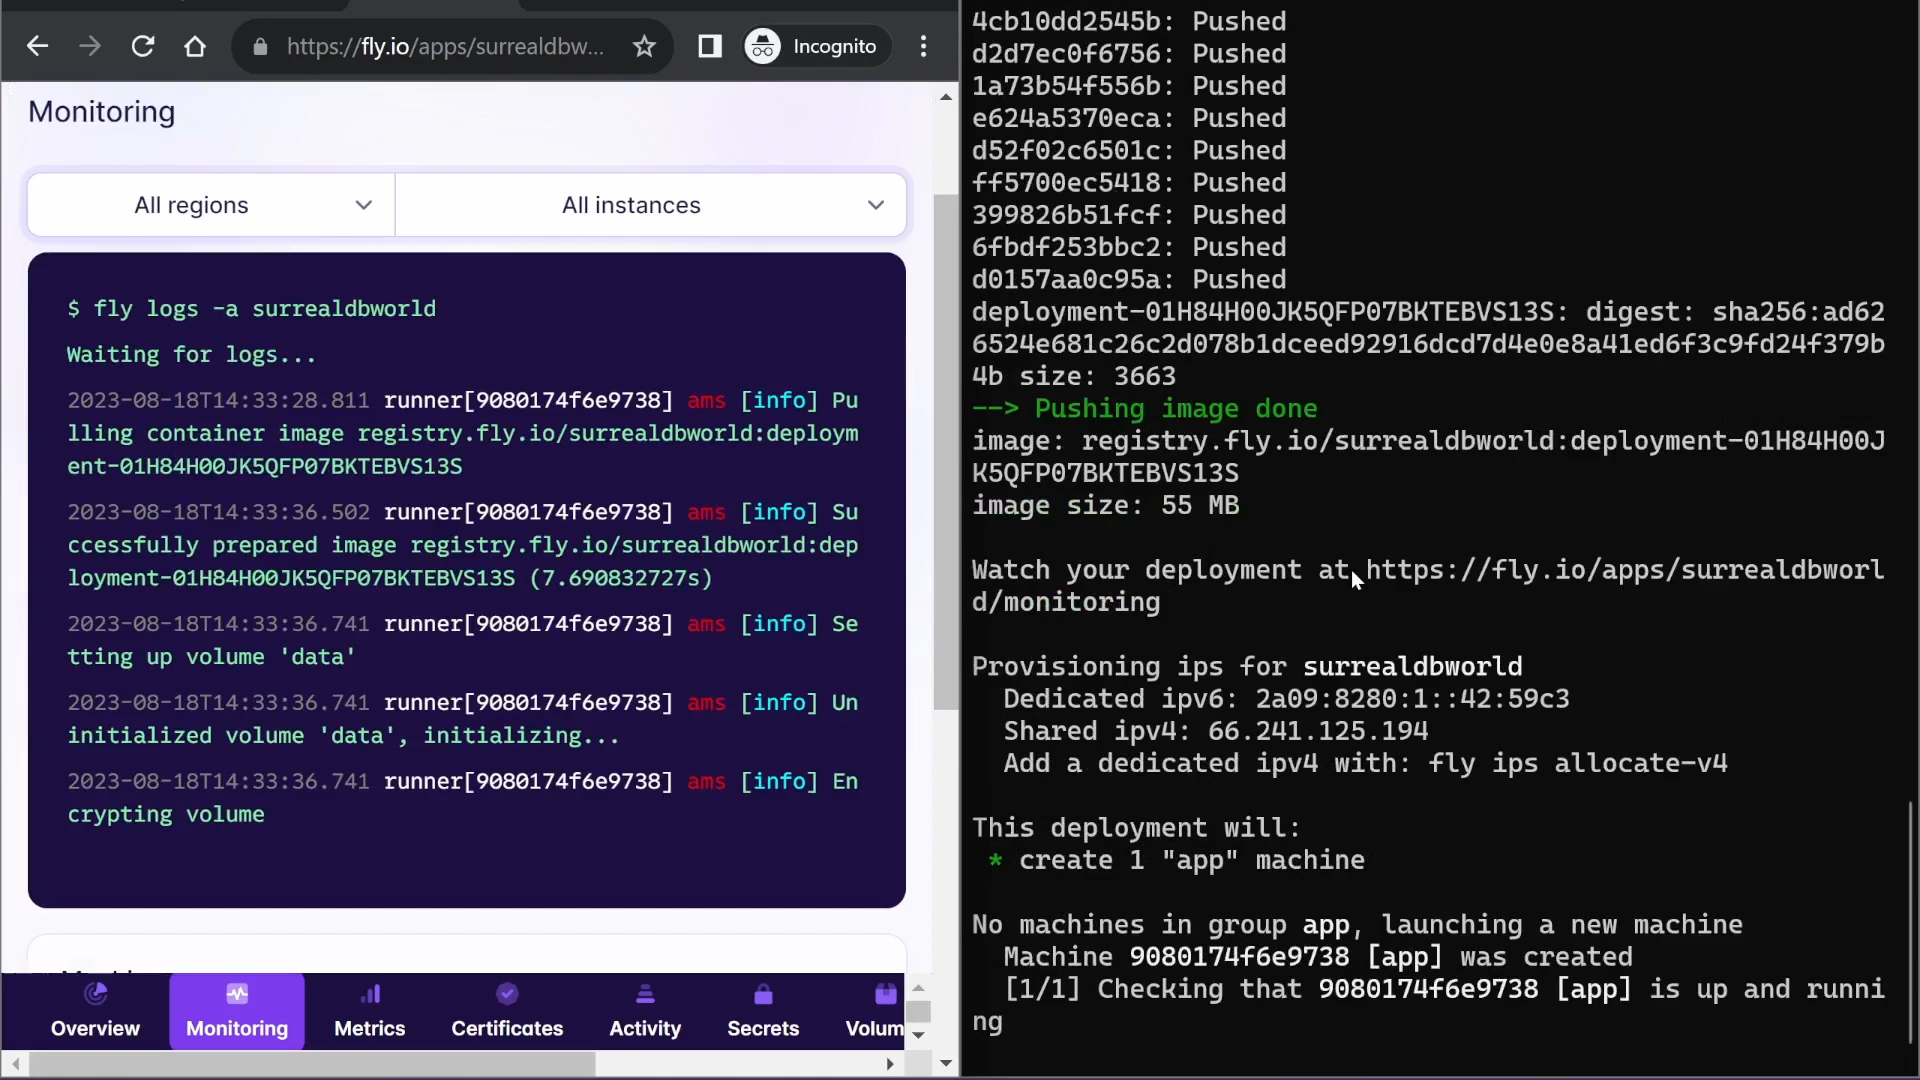 https://fly.io/apps/surrealdbw...
Incognito
Monitoring
All regions
All instances
$ fly logs -a surrealdbworld
Waiting for logs...
2023-08-18T14:33:28.811 runner[9080174f6e9738] ams [info] Pu
lling container image registry.fly.io/surrealdbworld:deploym
ent-01H84H00JK5QFP07BKTEBVS13S
2023-08-18T14:33:36.502 runner[9080174f6e9738] ams [info] Su
ccessfully prepared image registry.fly.io/surrealdbworld:dep
loyment-01H84H00JK5QFP07BKTEBVS13S (7.690832727s)
2023-08-18T14:33:36.741 runner[9080174f6e9738] ams [info] Se
tting up volume 'data'
2023-08-18T14:33:36.741 runner[9080174f6e9738] ams [info] Un
initialized volume 'data', initializing...
2023-08-18T14:33:36.741 runner[9080174f6e9738] ams [info] En
crypting volume
Overview
Monitoring
Metrics
Certificates
Activity
Secrets
Volum
4cb10dd2545b: Pushed
d2d7ec0f6756: Pushed
1a73b54f556b: Pushed
e624a5370eca: Pushed
d52f02c6501c: Pushed
ff5700ec5418: Pushed
399826b51fcf: Pushed
6fbdf253bbc2: Pushed
d0157aa0c95a: Pushed
deployment-01H84H00JK5QFP07BKTEBVS13S: digest: sha256:ad62
6524e681c26c2d078b1dceed92916dcd7d4e0e8a41ed6f3c9fd24f379b
4b size: 3663
--> Pushing image done
image: registry.fly.io/surrealdbworld:deployment-01H84H00J
K5QFP07BKTEBVS13S
image size: 55 MB
Watch your deployment at https://fly.io/apps/surrealdbworl
d/monitoring
Provisioning ips for surrealdbworld
Dedicated ipv6: 2a09:8280:1::42:59c3
Shared ipv4: 66.241.125.194
Add a dedicated ipv4 with: fly ips allocate-v4
This deployment will:
* create 1 "app" machine
No machines in group app, launching a new machine
Machine 9080174f6e9738 [app] was created
[1/1] Checking that 9080174f6e9738 [app] is up and runni
ng